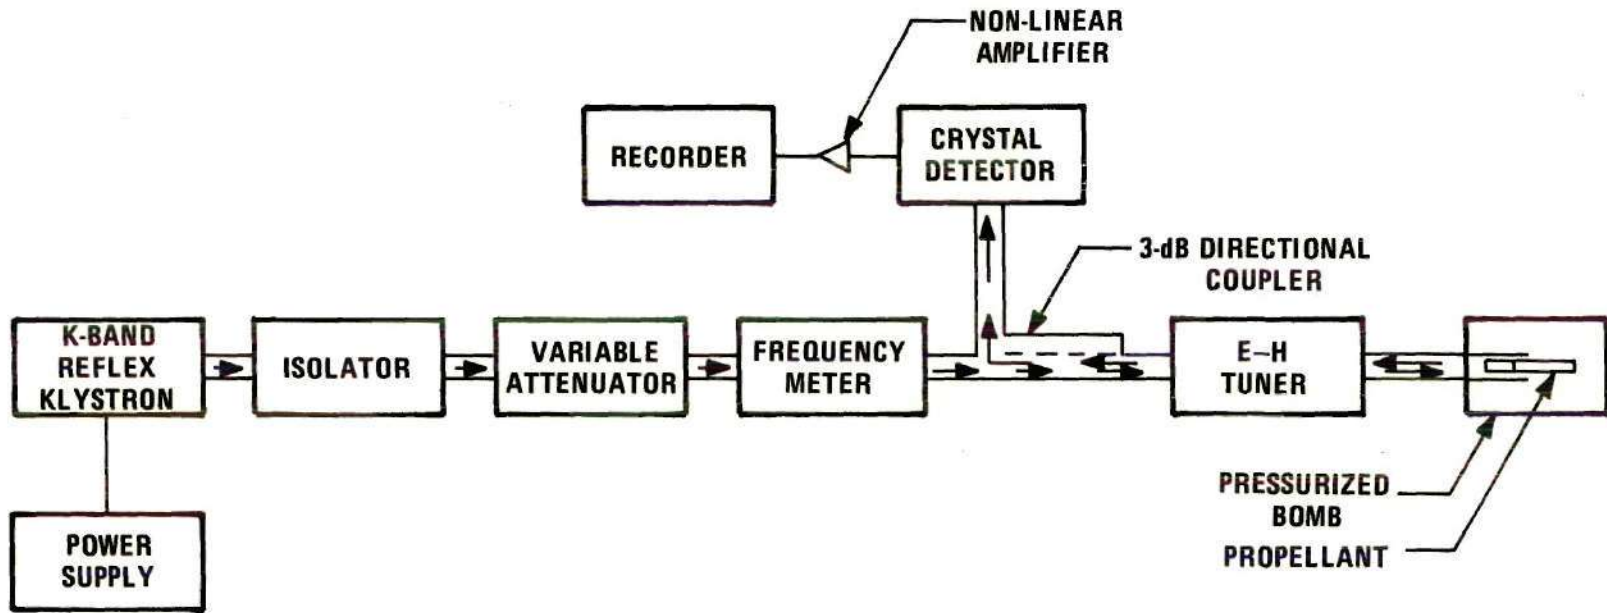 NON-LINEAR
AMPLIFIER
RECORDER
CRYSTAL
DETECTOR
3-dB DIRECTIONAL
COUPLER
K-BAND
REFLEX
KLYSTRON
ISOLATOR
VARIABLE
ATTENUATOR
FREQUENCY
METER
E-H
TUNER
PRESSURIZED
BOMB
PROPELLANT
POWER
SUPPLY